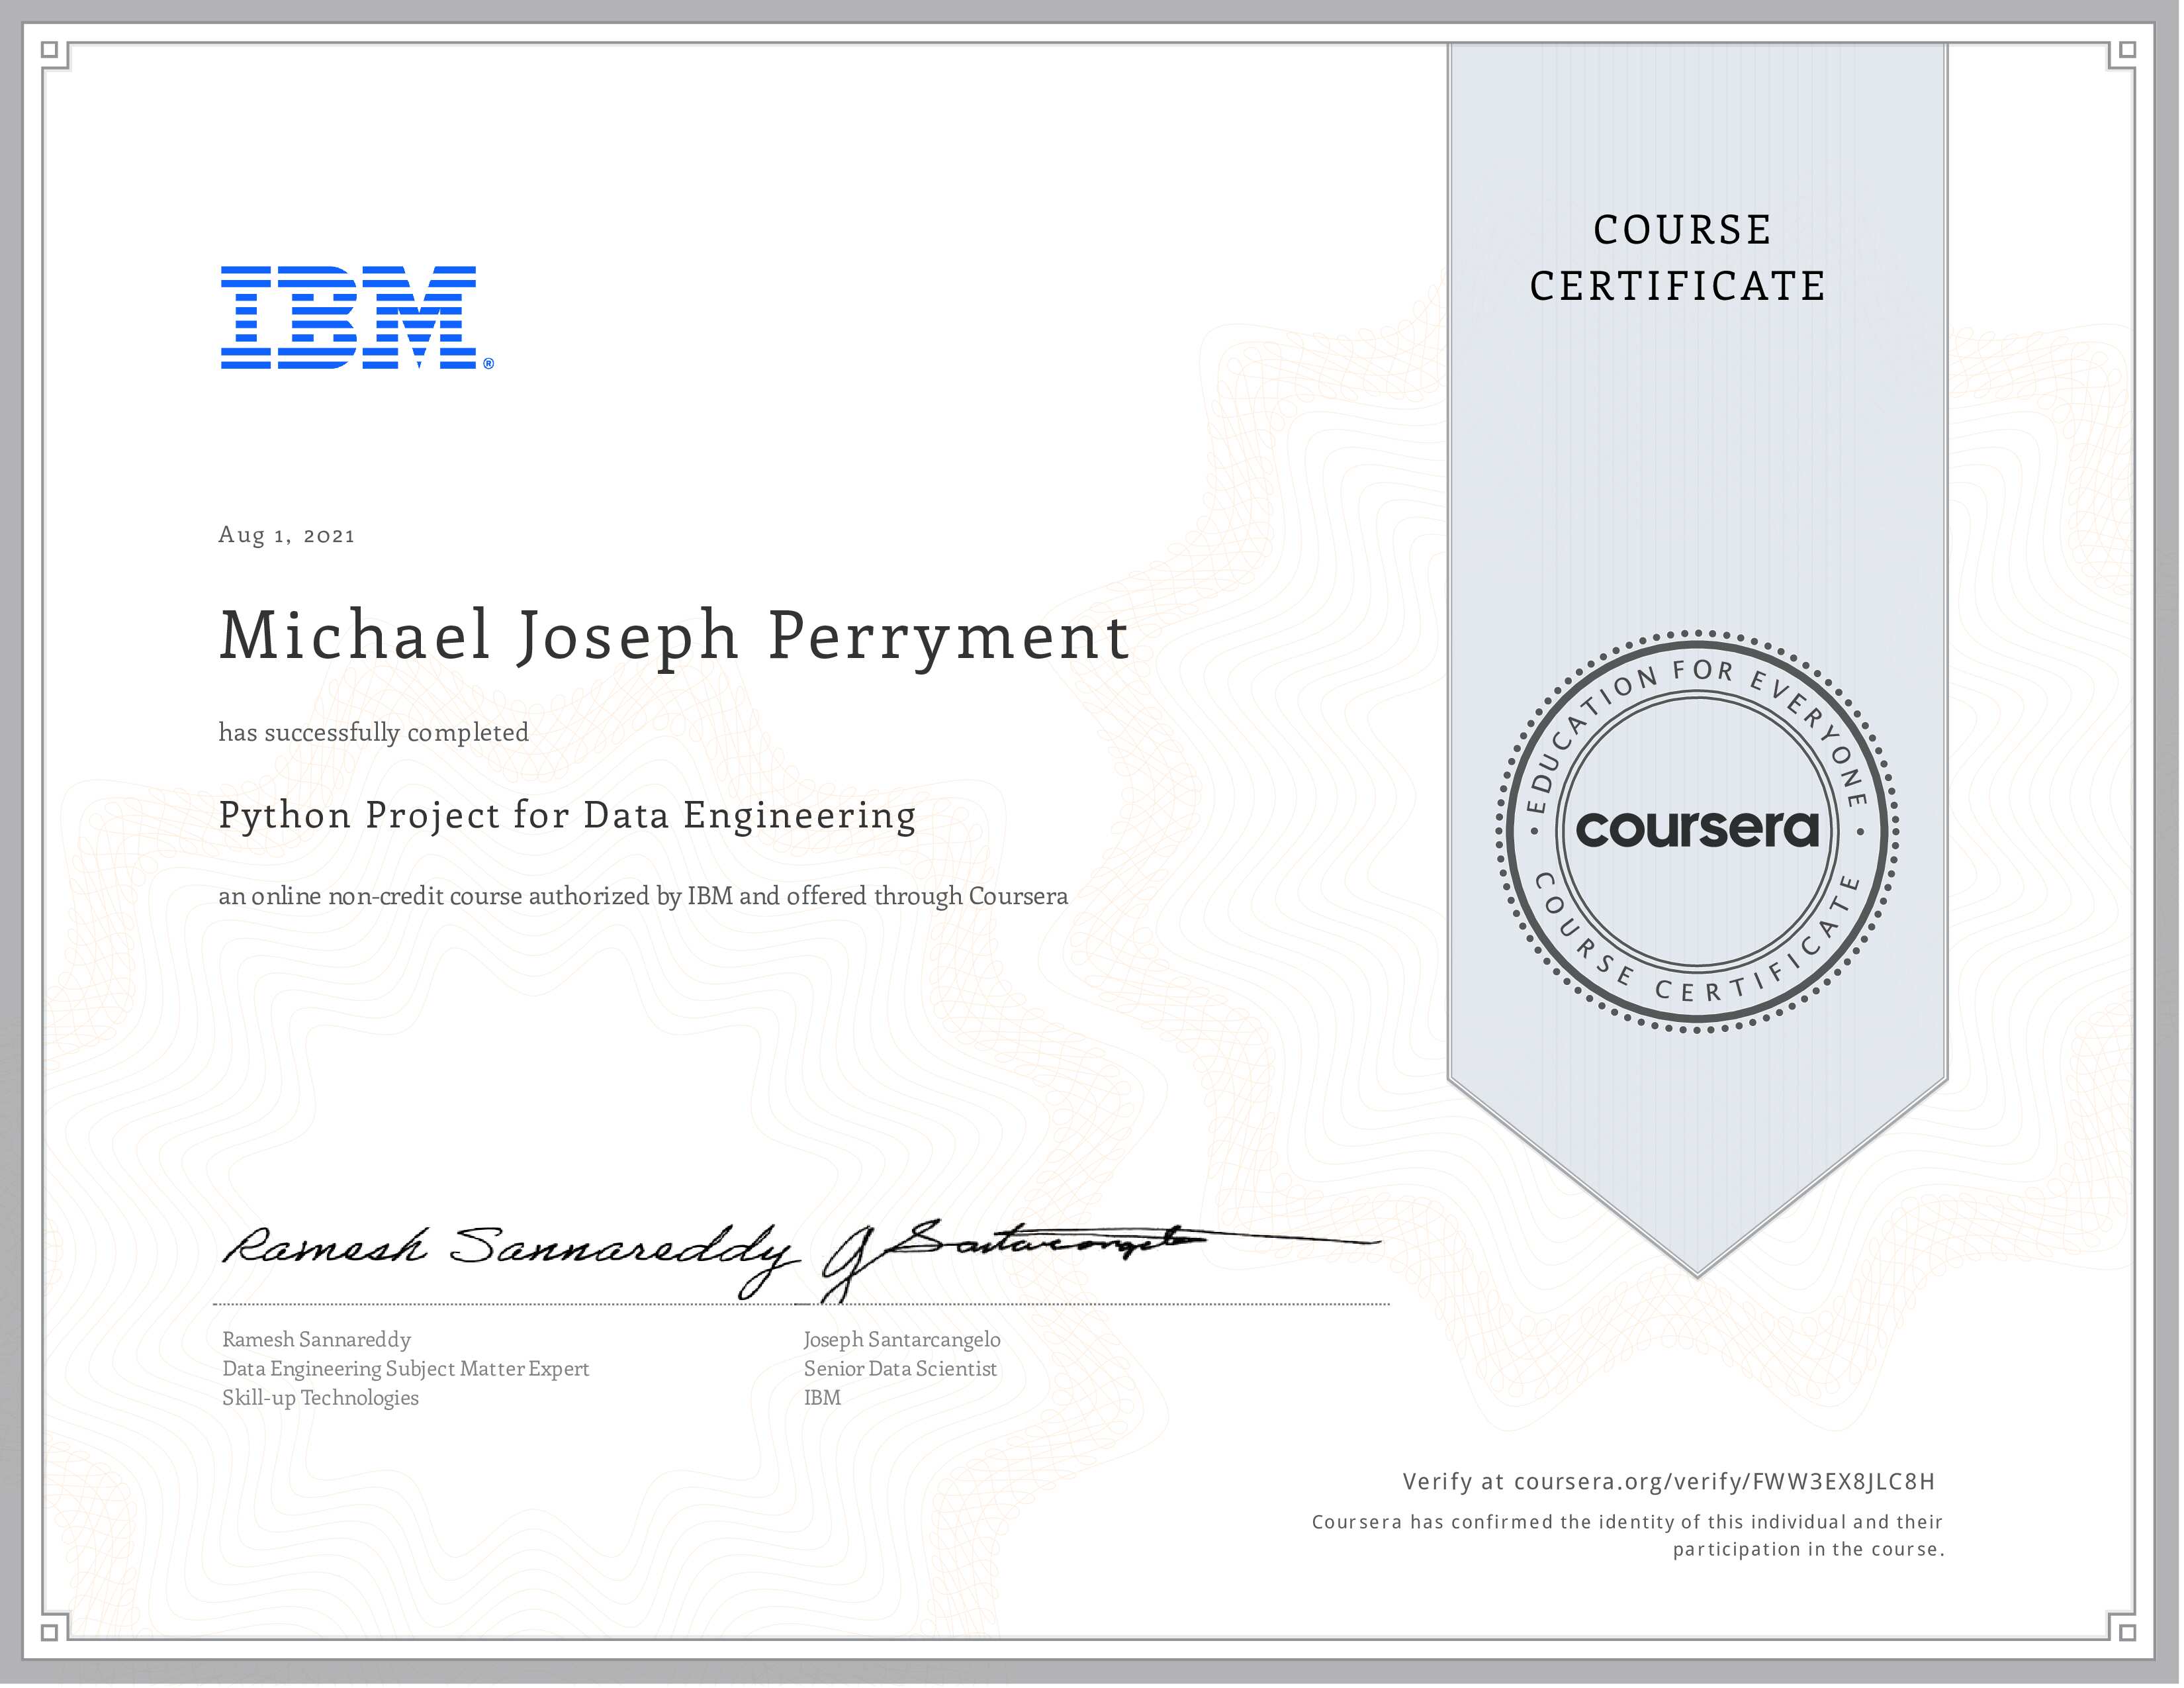 COURSE
CERTIFICATE
IBM®
Aug 1, 2021
Michael Joseph Perryment
has successfully completed
Python Project for Data Engineering
an online non-credit course authorized by IBM and offered through Coursera
EDUCATION FOR EVERYONE
coursera
COURSE CERTIFICATE
Ramesh Sannareddy J Santarcangelo
Ramesh Sannareddy
Data Engineering Subject Matter Expert
Skill-up Technologies
Joseph Santarcangelo
Senior Data Scientist
IBM
Verify at coursera.org/verify/FWW3EX8JLC8H
Coursera has confirmed the identity of this individual and their
participation in the course.